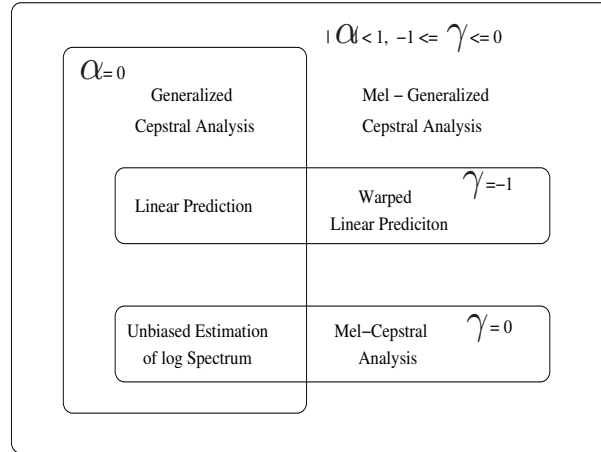 | α < 1, -1 <= γ <= 0
α = 0
Generalized
Cepstral Analysis
Mel - Generalized
Cepstral Analysis
γ = -1
Linear Prediction
Warped
Linear Prediciton
γ = 0
Unbiased Estimation
of log Spectrum
Mel-Cepstral
Analysis